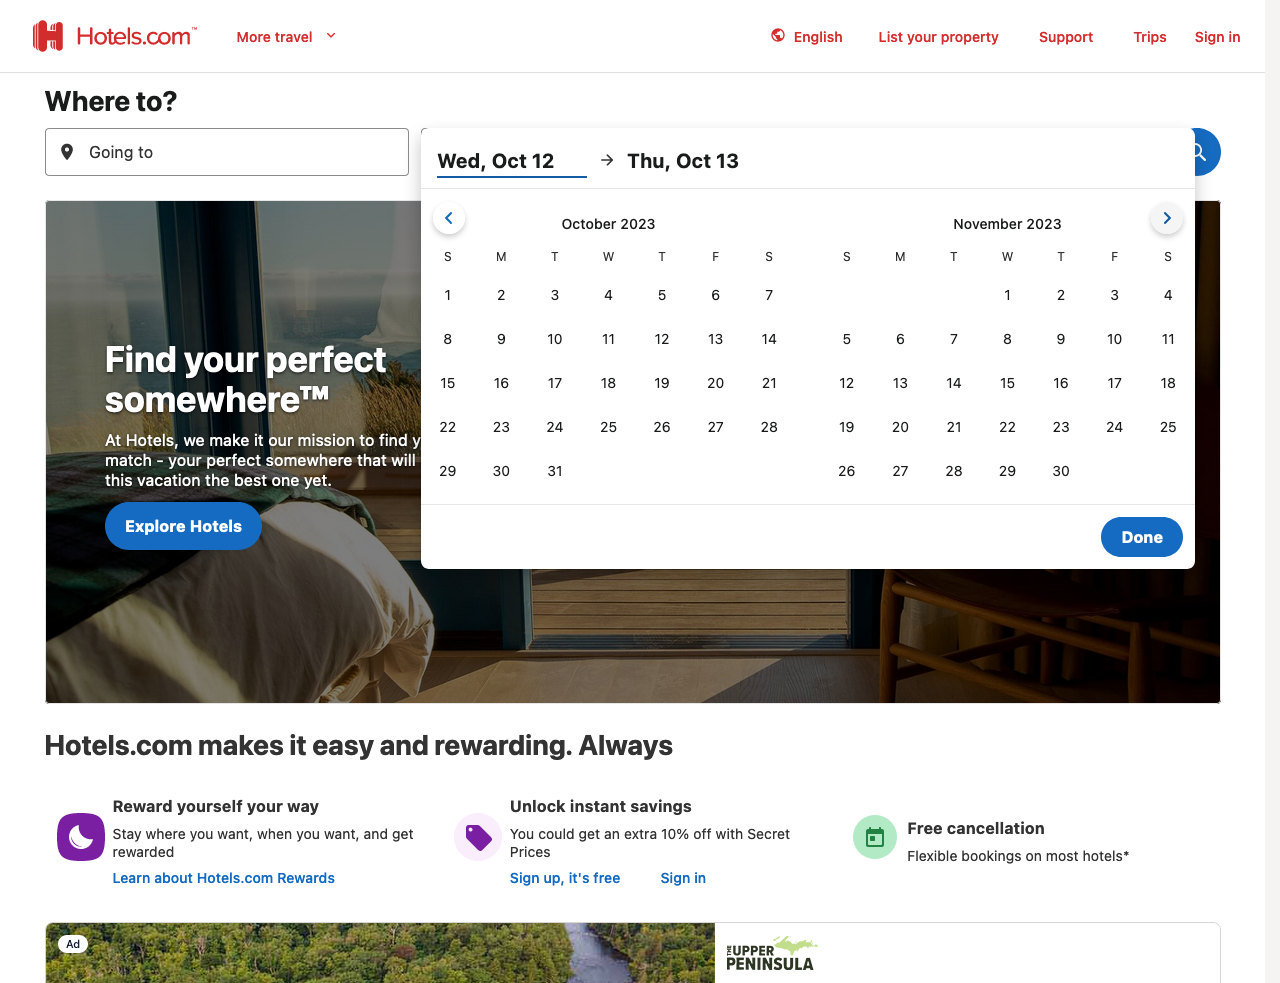 Hotels.com™
More travel
English
List your property
Support
Trips
Sign in
Where to?
Going to
Wed, Oct 12
Thu, Oct 13
October 2023
S M T W T F S
1 2 3 4 5 6 7
8 9 10 11 12 13 14
15 16 17 18 19 20 21
22 23 24 25 26 27 28
29 30 31
November 2023
S M T W T F S
1 2 3 4
5 6 7 8 9 10 11
12 13 14 15 16 17 18
19 20 21 22 23 24 25
26 27 28 29 30
Done
Find your perfect
somewhere™
At Hotels, we make it our mission to find y
match - your perfect somewhere that will
this vacation the best one yet.
Explore Hotels
Hotels.com makes it easy and rewarding. Always
Reward yourself your way
Stay where you want, when you want, and get
rewarded
Learn about Hotels.com Rewards
Unlock instant savings
You could get an extra 10% off with Secret
Prices
Sign up, it's free
Sign in
Free cancellation
Flexible bookings on most hotels*
Ad
THE UPPER
PENINSULA